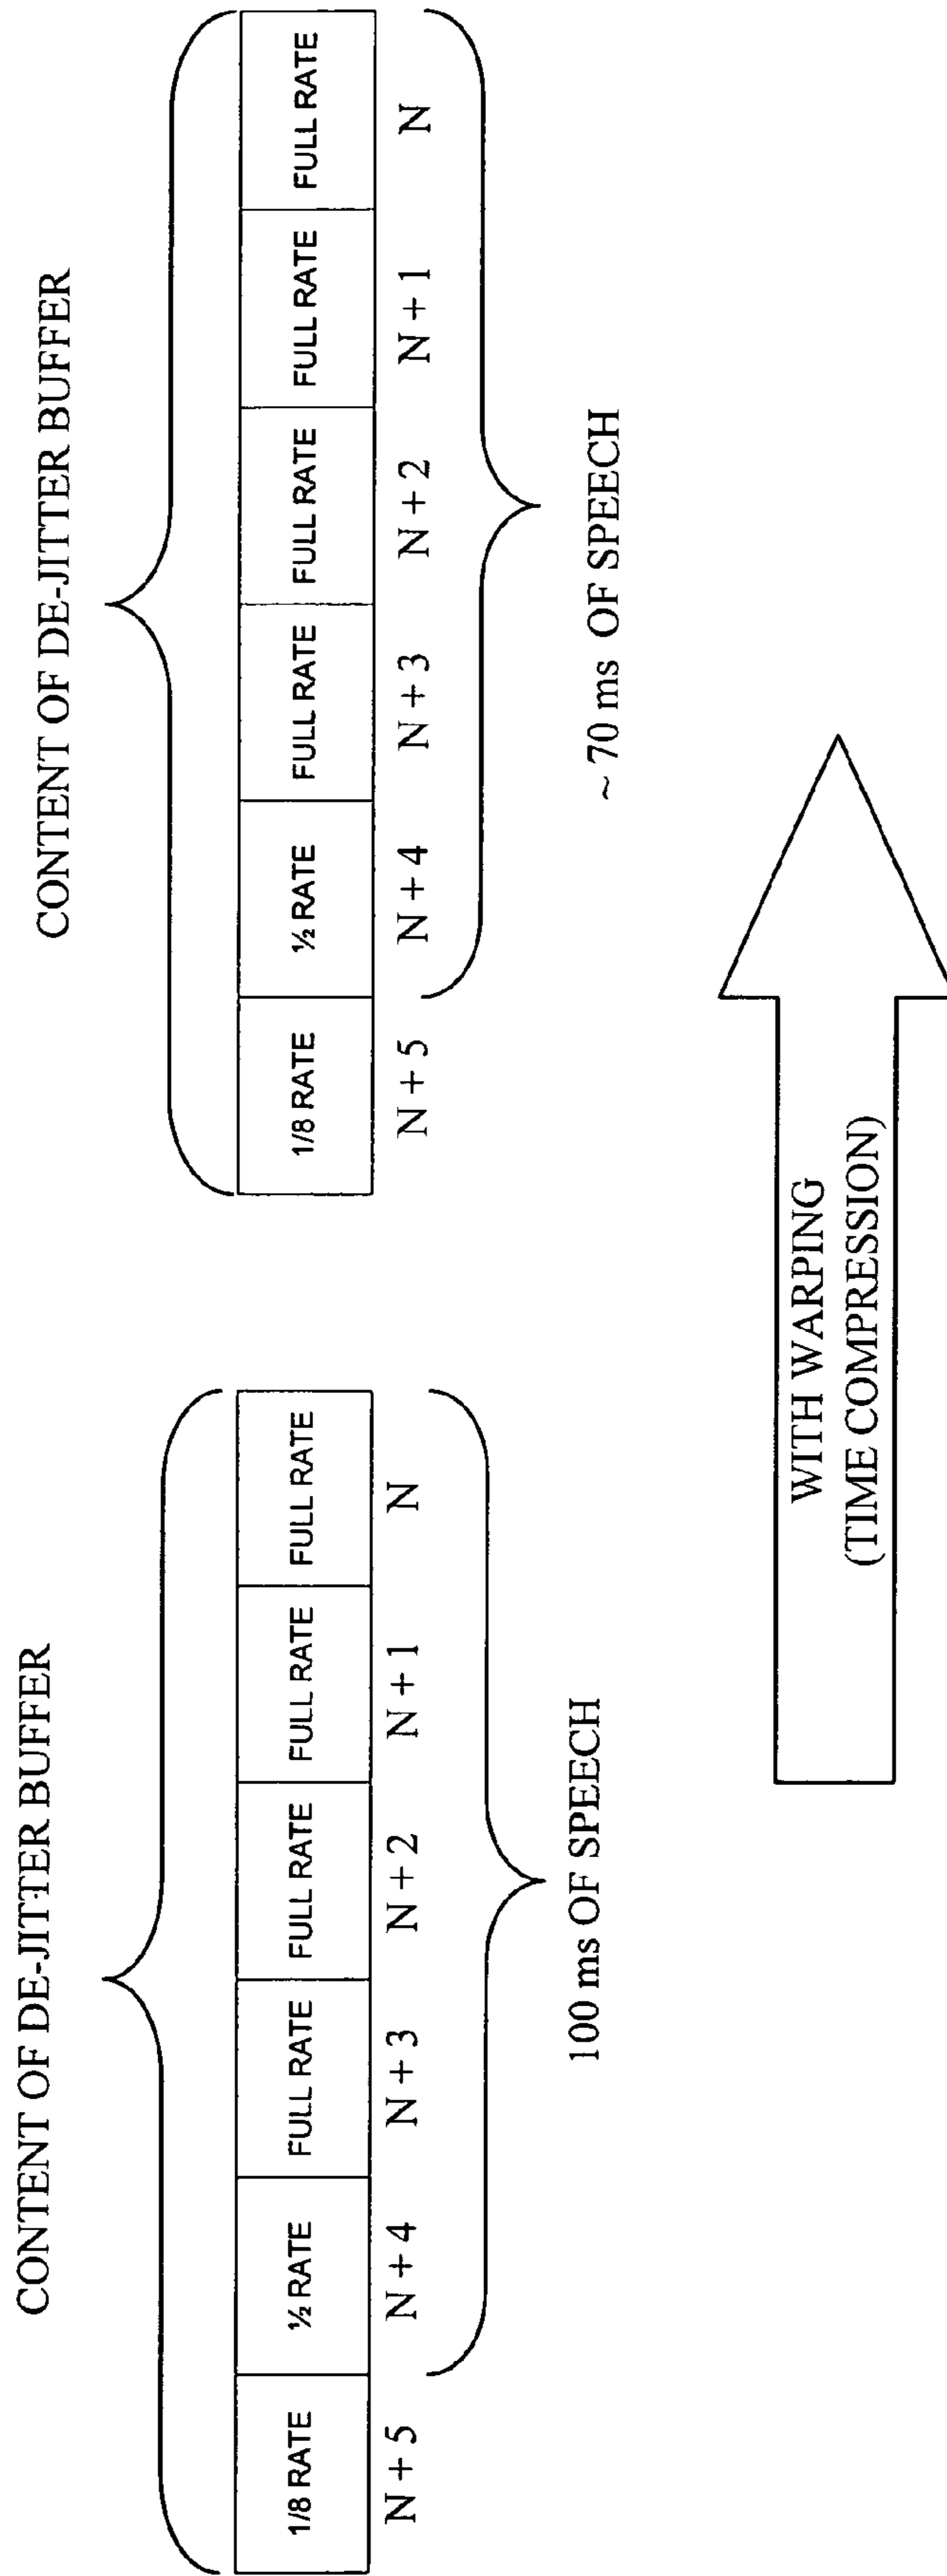 CONTENT OF DE-JITTER BUFFER
1/8 RATE ½ RATE FULL RATE FULL RATE FULL RATE FULL RATE
N + 5 N + 4 N + 3 N + 2 N + 1 N
100 ms OF SPEECH
CONTENT OF DE-JITTER BUFFER
1/8 RATE ½ RATE FULL RATE FULL RATE FULL RATE FULL RATE
N + 5 N + 4 N + 3 N + 2 N + 1 N
~ 70 ms OF SPEECH
WITH WARPING
(TIME COMPRESSION)